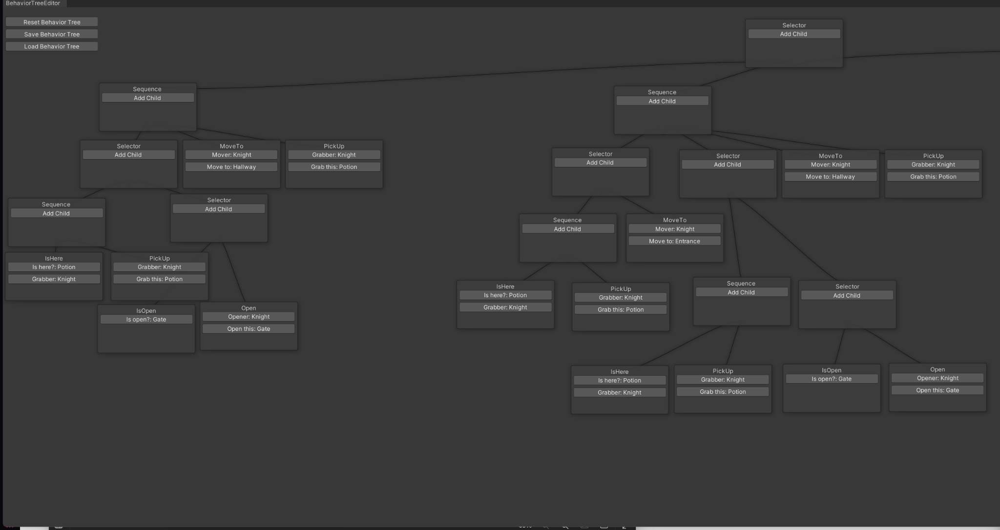 BehaviorTreeEditor
Reset Behavior Tree
Save Behavior Tree
Load Behavior Tree
Selector
Add Child
Sequence
Add Child
Sequence
Add Child
Selector
Add Child
MoveTo
Mover: Knight
Move to: Hallway
PickUp
Grabber: Knight
Grab this: Potion
Selector
Add Child
Selector
Add Child
MoveTo
Mover: Knight
Move to: Hallway
PickUp
Grabber: Knight
Grab this: Potion
Sequence
Add Child
Selector
Add Child
Sequence
Add Child
MoveTo
Mover: Knight
Move to: Entrance
IsHere
Is here?: Potion
Grabber: Knight
PickUp
Grabber: Knight
Grab this: Potion
IsOpen
Is open?: Gate
Open
Opener: Knight
Open this: Gate
IsHere
Is here?: Potion
Grabber: Knight
PickUp
Grabber: Knight
Grab this: Potion
Sequence
Add Child
Selector
Add Child
IsHere
Is here?: Potion
Grabber: Knight
PickUp
Grabber: Knight
Grab this: Potion
IsOpen
Is open?: Gate
Open
Opener: Knight
Open this: Gate